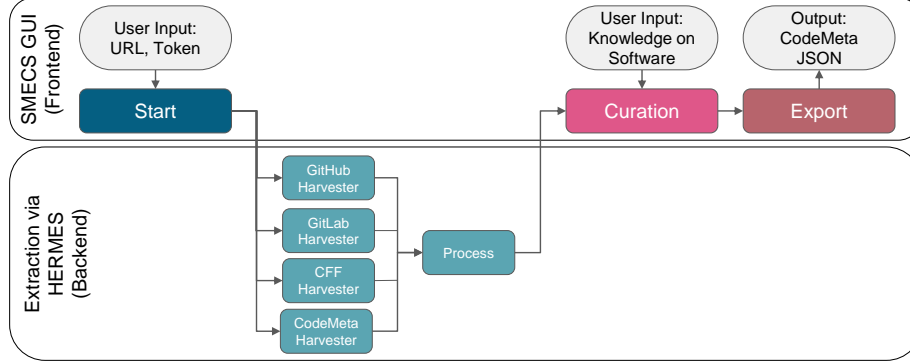 SMECS GUI
(Frontend)
User Input:
URL, Token
Start
User Input:
Knowledge on
Software
Curation
Output:
CodeMeta
JSON
Export
Extraction via
HERMES
(Backend)
GitHub
Harvester
GitLab
Harvester
CFF
Harvester
CodeMeta
Harvester
Process